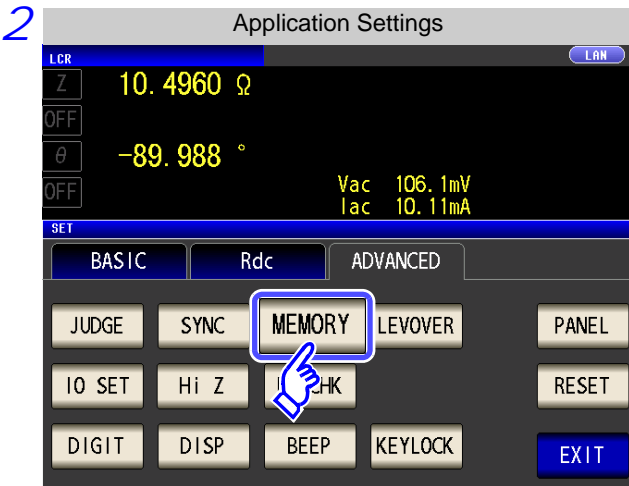 2
Application Settings
LCR LAN
Z 10.4960 Ω
OFF
θ -89.988 °
OFF
Vac 106.1mV
Iac 10.11mA
SET
BASIC Rdc ADVANCED
JUDGE SYNC MEMORY LEVOVER PANEL
IO SET Hi Z RESET
DIGIT DISP BEEP KEYLOCK EXIT